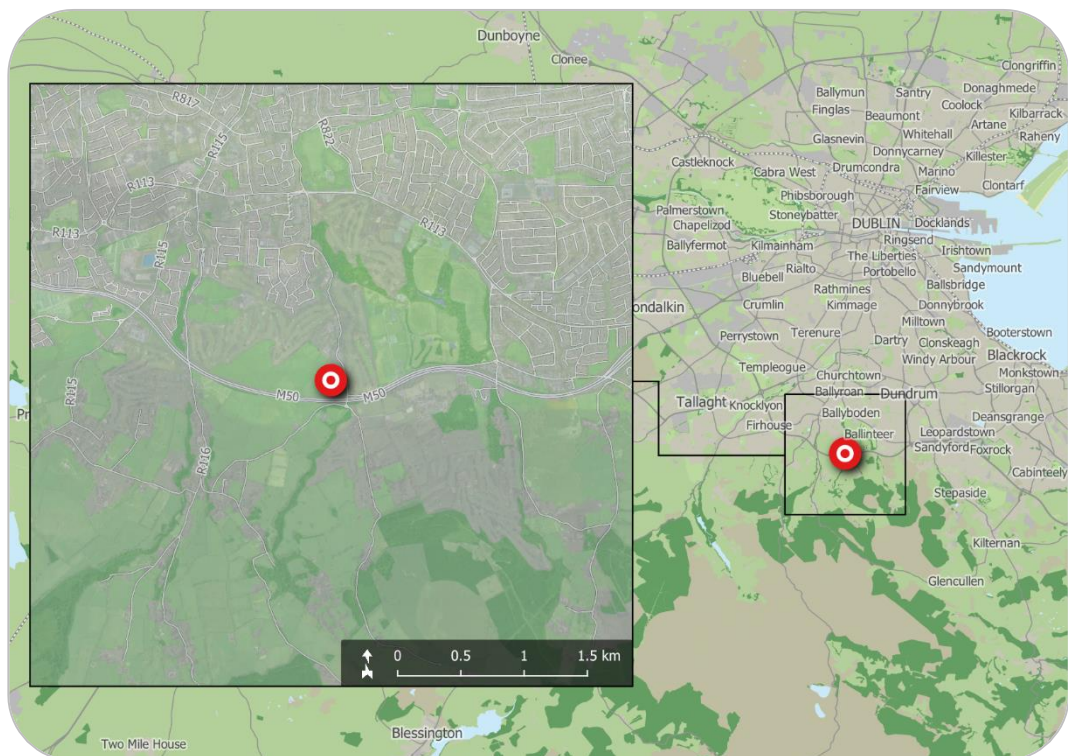 Dunboyne
Clonee
Clongriffin
Ballymun
Santry
Donaghmede
Finglas
Coolock
Kilbarrack
Beaumont
Artane
Raheny
Glasnevin
Whitehall
Donnycarney
Killester
Castleknock
Drumcondra
Marino
Cabra West
Fairview
Clontarf
Phibsborough
Palmerstown
Stoneybatter
Chapelizod
DUBLIN
Docklands
Ballyfermot
Kilmainham
Ringsend
Irishtown
The Liberties
Sandymount
Bluebell
Rialto
Portobello
Rathmines
Ballsbridge
ondalkin
Crumlin
Kimmage
Donnybrook
Milltown
Perrystown
Terenure
Dartry
Clonskeagh
Booterstown
Windy Arbour
Blackrock
Templeogue
Churchtown
Monkstown
Ballyroan
Dundrum
Stillorgan
Tallaght
Knocklyon
Ballyboden
Deansgrange
Firhouse
Ballinteer
Leopardstown
Sandyford
Foxrock
Cabinteely
Stepaside
Kilternan
Glencullen
Pr
Blessington
Two Mile House
R817
R115
R822
R113
R113
R113
R115
M50
M50
R115
R116
0 0.5 1 1.5 km